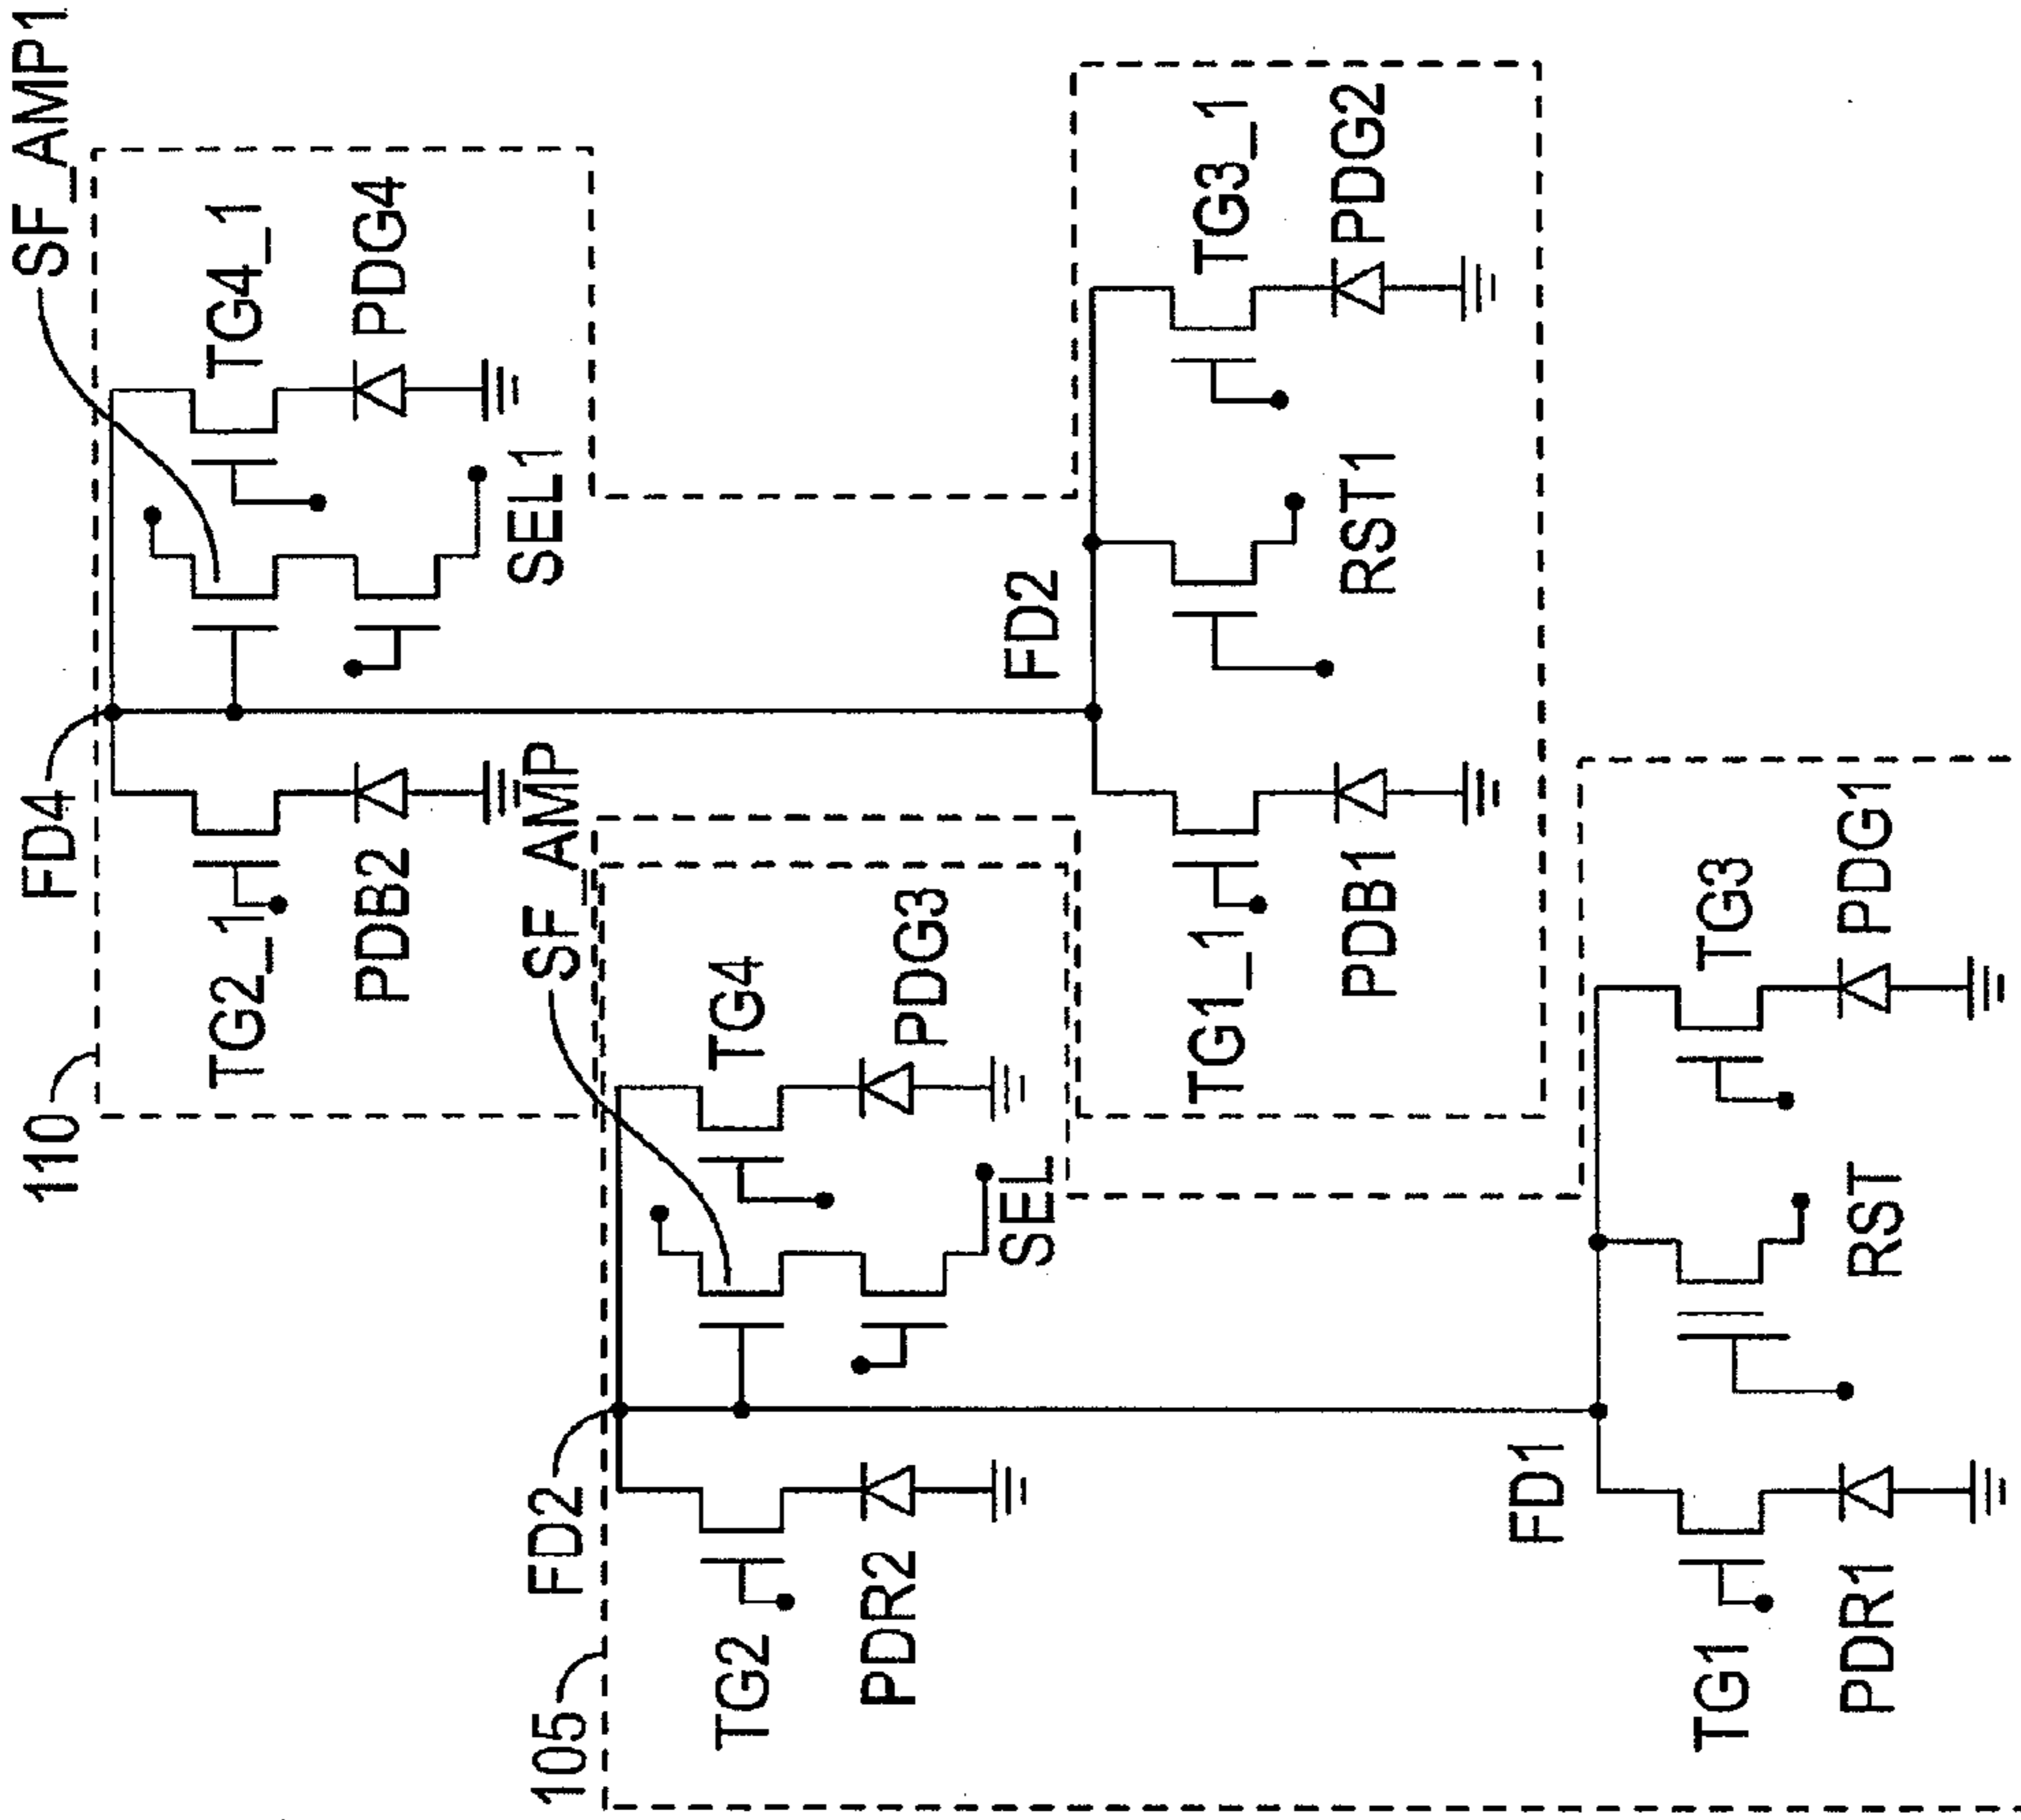 SF_AMP1
TG4_1
PDG4
SEL1
FD4
TG2_1
PDB2
110
TG3_1
PDG2
RST1
FD2
TG1_1
PDB1
SF_AMP
TG4
PDG3
SEL
FD2
TG2
PDR2
105
TG3
PDG1
RST
FD1
TG1
PDR1